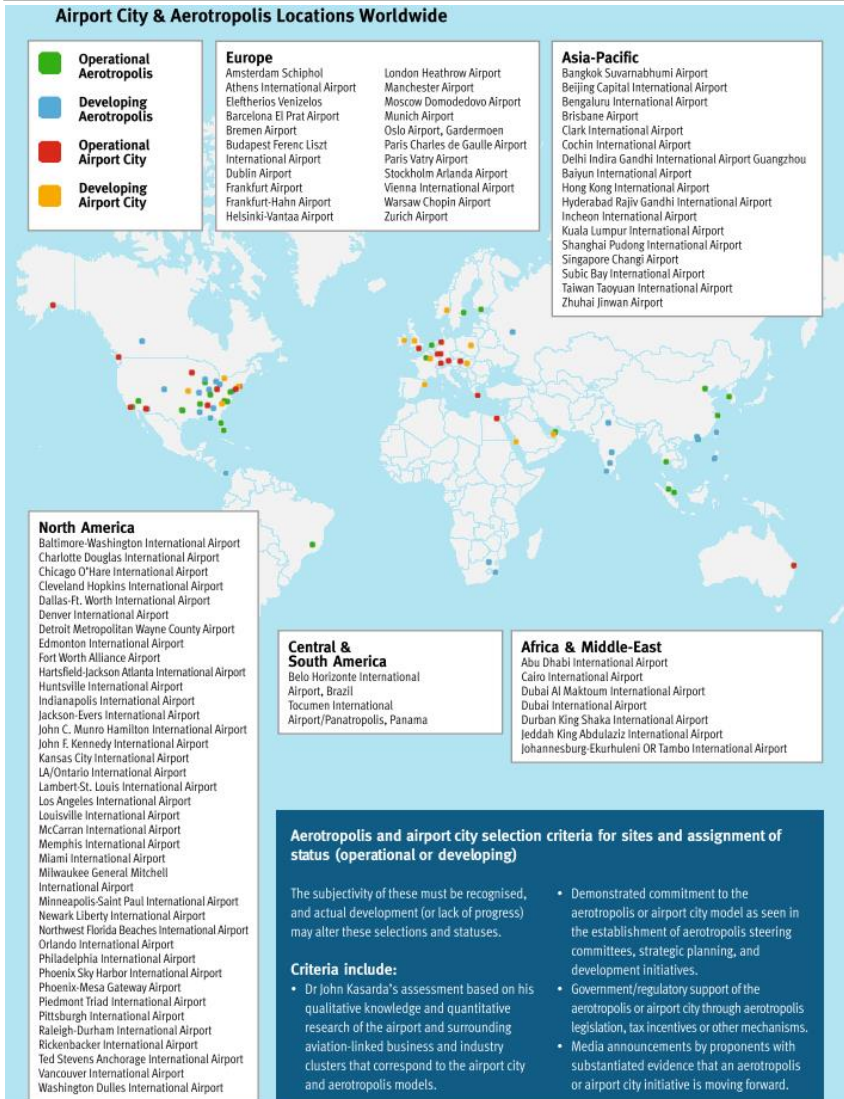 Airport City & Aerotropolis Locations Worldwide
Operational
Aerotropolis
Developing
Aerotropolis
Operational
Airport City
Developing
Airport City
Europe
Amsterdam Schiphol
Athens International Airport
Eleftherios Venizelos
Barcelona El Prat Airport
Bremen Airport
Budapest Ferenc Liszt
International Airport
Dublin Airport
Frankfurt Airport
Frankfurt-Hahn Airport
Helsinki-Vantaa Airport
London Heathrow Airport
Manchester Airport
Moscow Domodedovo Airport
Munich Airport
Oslo Airport, Gardermoen
Paris Charles de Gaulle Airport
Paris Vatry Airport
Stockholm Arlanda Airport
Vienna International Airport
Warsaw Chopin Airport
Zurich Airport
Asia-Pacific
Bangkok Suvarnabhumi Airport
Beijing Capital International Airport
Bengaluru International Airport
Brisbane Airport
Clark International Airport
Cochin International Airport
Delhi Indira Gandhi International Airport Guangzhou
Baiyun International Airport
Hong Kong International Airport
Hyderabad Rajiv Gandhi International Airport
Incheon International Airport
Kuala Lumpur International Airport
Shanghai Pudong International Airport
Singapore Changi Airport
Subic Bay International Airport
Taiwan Taoyuan International Airport
Zhuhai Jinwan Airport
North America
Baltimore-Washington International Airport
Charlotte Douglas International Airport
Chicago O'Hare International Airport
Cleveland Hopkins International Airport
Dallas-Ft. Worth International Airport
Denver International Airport
Detroit Metropolitan Wayne County Airport
Edmonton International Airport
Fort Worth Alliance Airport
Hartsfield-Jackson Atlanta International Airport
Huntsville International Airport
Indianapolis International Airport
Jackson-Evers International Airport
John C. Munro Hamilton International Airport
John F. Kennedy International Airport
Kansas City International Airport
LA/Ontario International Airport
Lambert-St. Louis International Airport
Los Angeles International Airport
Louisville International Airport
McCarran International Airport
Memphis International Airport
Miami International Airport
Milwaukee General Mitchell
International Airport
Minneapolis-Saint Paul International Airport
Newark Liberty International Airport
Northwest Florida Beaches International Airport
Orlando International Airport
Philadelphia International Airport
Phoenix Sky Harbor International Airport
Phoenix-Mesa Gateway Airport
Piedmont Triad International Airport
Pittsburgh International Airport
Raleigh-Durham International Airport
Rickenbacker International Airport
Ted Stevens Anchorage International Airport
Vancouver International Airport
Washington Dulles International Airport
Central &
South America
Belo Horizonte International
Airport, Brazil
Tocumen International
Airport/Panatropolis, Panama
Africa & Middle-East
Abu Dhabi International Airport
Cairo International Airport
Dubai Al Maktoum International Airport
Dubai International Airport
Durban King Shaka International Airport
Jeddah King Abdulaziz International Airport
Johannesburg-Ekurhuleni OR Tambo International Airport
Aerotropolis and airport city selection criteria for sites and assignment of
status (operational or developing)
The subjectivity of these must be recognised,
and actual development (or lack of progress)
may alter these selections and statuses.
Criteria include:
• Dr John Kasarda's assessment based on his
qualitative knowledge and quantitative
research of the airport and surrounding
aviation-linked business and industry
clusters that correspond to the airport city
and aerotropolis models.
• Demonstrated commitment to the
aerotropolis or airport city model as seen in
the establishment of aerotropolis steering
committees, strategic planning, and
development initiatives.
• Government/regulatory support of the
aerotropolis or airport city through aerotropolis
legislation, tax incentives or other mechanisms.
• Media announcements by proponents with
substantiated evidence that an aerotropolis
or airport city initiative is moving forward.